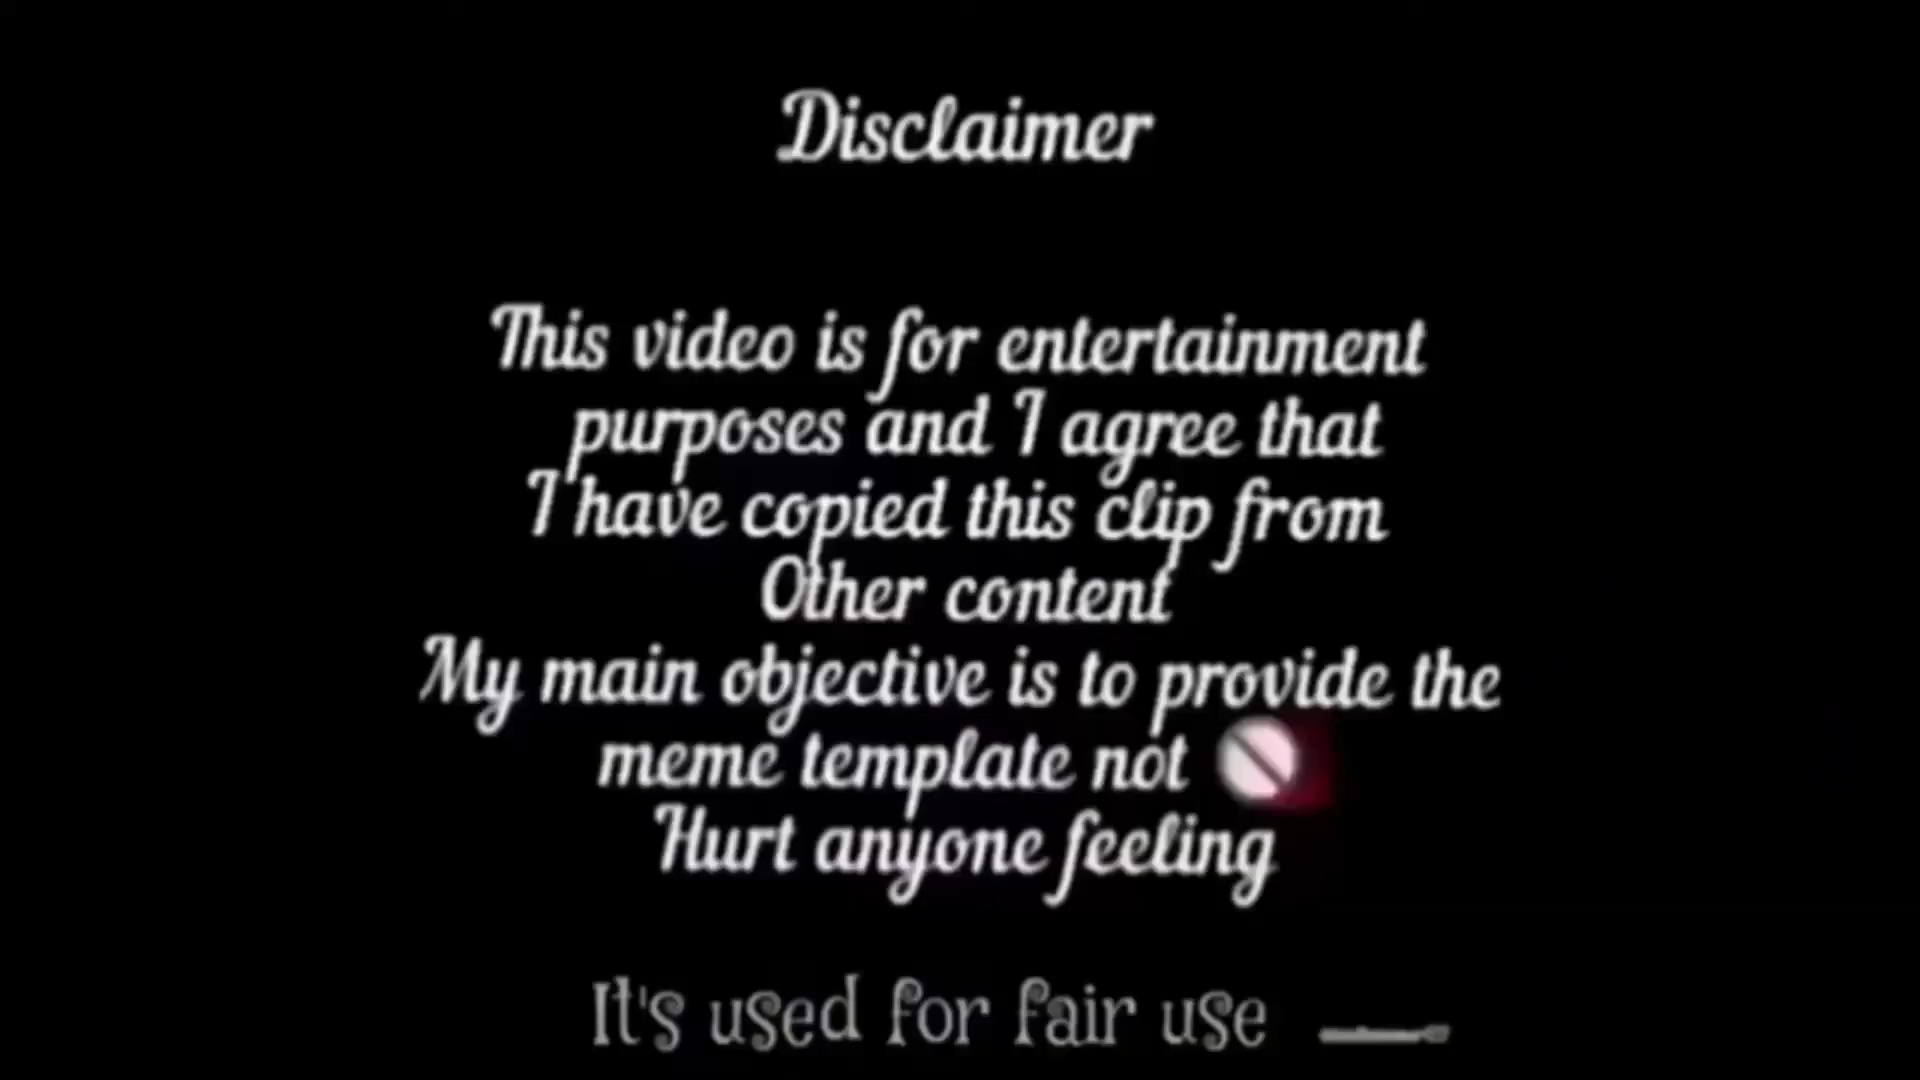 Disclaimer
This video is for entertainment
purposes and I agree that
I have copied this clip from
Other content
My main objective is to provide the
meme template not 🚫
Hurt anyone feeling
It's used for fair use